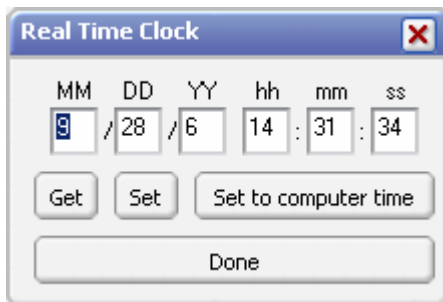 Real Time Clock
MM DD YY hh mm ss
9 / 28 / 6 14 : 31 : 34
Get Set Set to computer time
Done